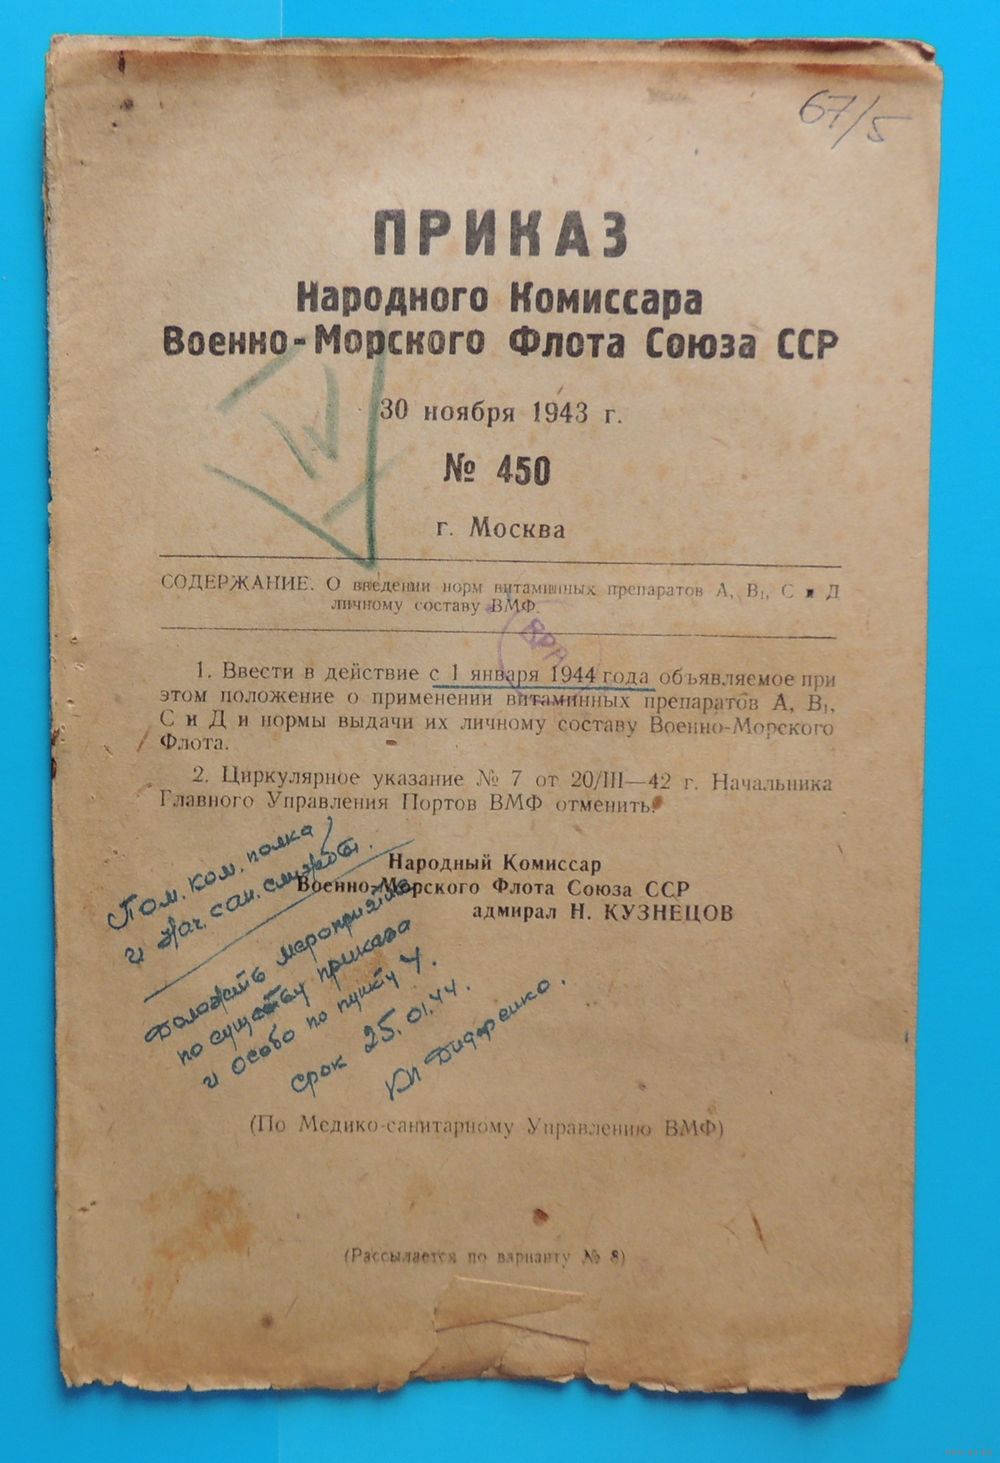 67/5
ПРИКАЗ
Народного Комиссара
Военно-Морского Флота Союза ССР
30 ноября 1943 г.
№ 450
г. Москва
СОДЕРЖАНИЕ. О введении норм витаминных препаратов А, В₁, С и Д
личному составу ВМФ.
1. Ввести в действие с 1 января 1944 года объявляемое при
этом положение о применении витаминных препаратов А, В₁,
С и Д и нормы выдачи их личному составу Военно-Морского
Флота.
2. Циркулярное указание № 7 от 20/III—42 г. Начальника
Главного Управления Портов ВМФ отменить.
Народный Комиссар
Военно-Морского Флота Союза ССР
адмирал Н. КУЗНЕЦОВ
Пом. ком. полка
и нач. сан. службы.
Доложить мероприятия
по существу приказа
и особо по пункту 4.
срок 25.01.44.
(По Медико-санитарному Управлению ВМФ)
(Рассылается по варианту № 8)